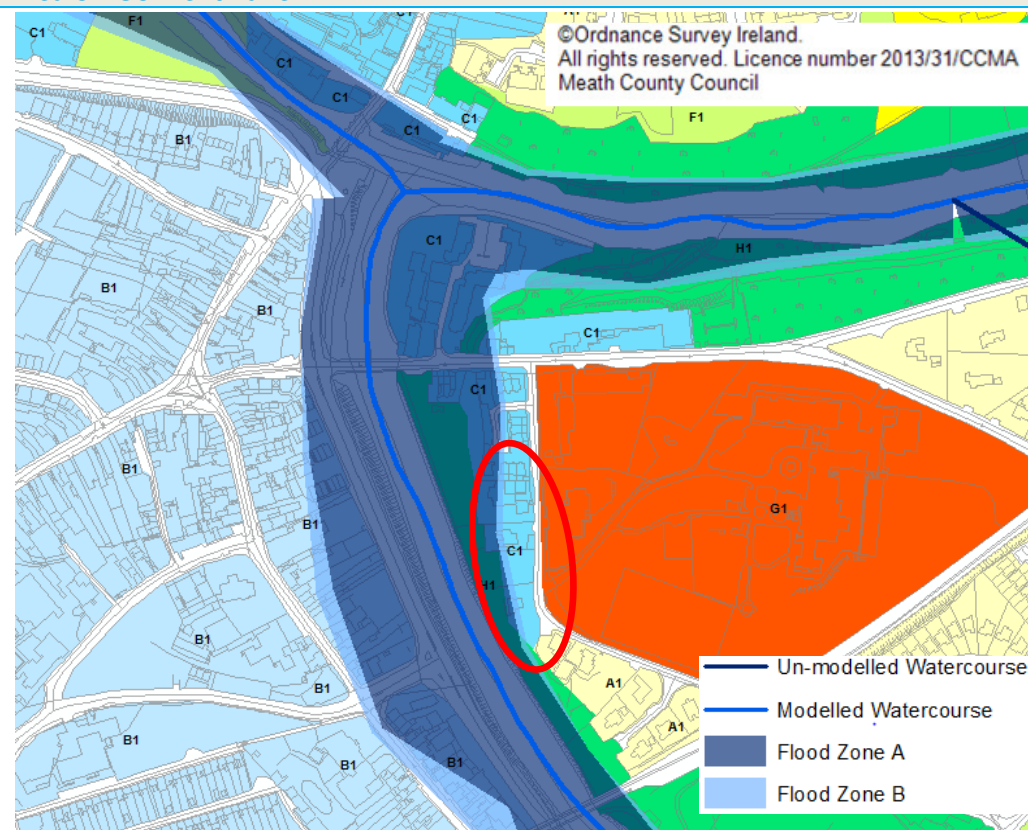 F1
A1
C1
©Ordnance Survey Ireland.
All rights reserved. Licence number 2013/31/CCMA
Meath County Council
C1
C1
C1
C1
F1
B1
C1
H1
B1
B1
C1
C1
B1
G1
B1
C1
H1
B1
A1
B1
A1
B1
B1
B1
Un-modelled Watercourse
Modelled Watercourse
Flood Zone A
Flood Zone B